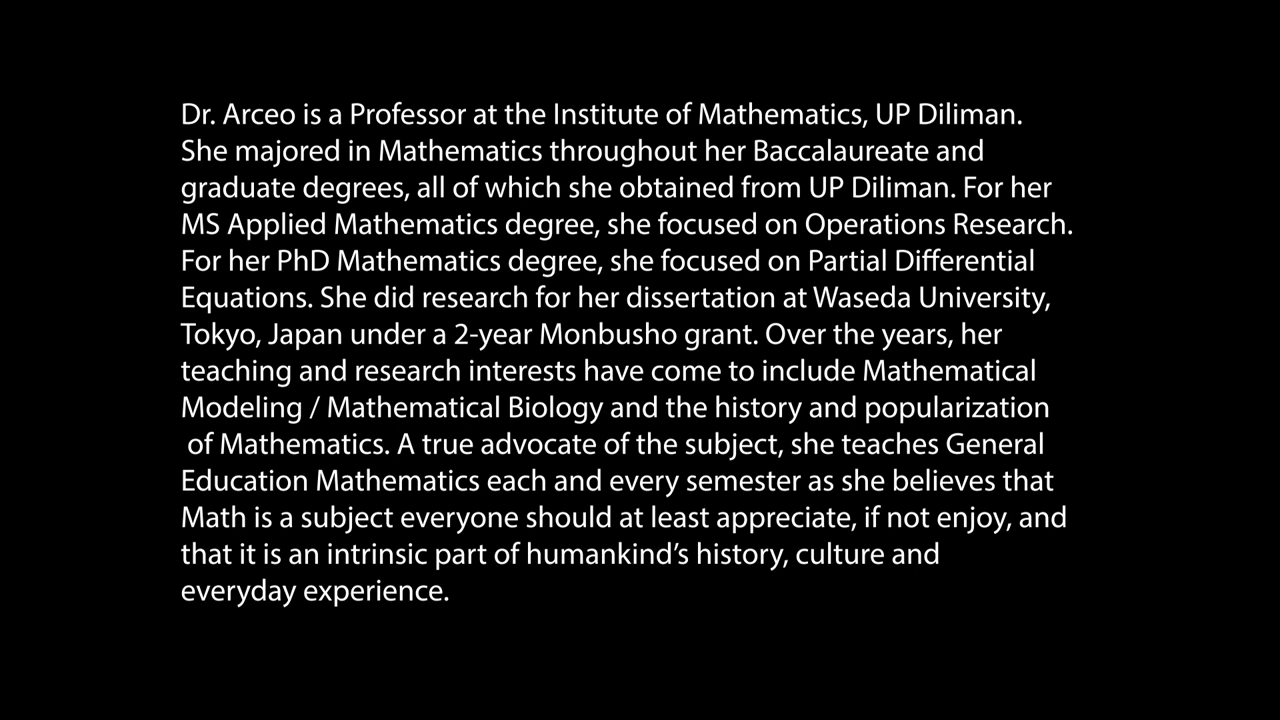 Dr. Arceo is a Professor at the Institute of Mathematics, UP Diliman.
She majored in Mathematics throughout her Baccalaureate and
graduate degrees, all of which she obtained from UP Diliman. For her
MS Applied Mathematics degree, she focused on Operations Research.
For her PhD Mathematics degree, she focused on Partial Differential
Equations. She did research for her dissertation at Waseda University,
Tokyo, Japan under a 2-year Monbusho grant. Over the years, her
teaching and research interests have come to include Mathematical
Modeling / Mathematical Biology and the history and popularization
of Mathematics. A true advocate of the subject, she teaches General
Education Mathematics each and every semester as she believes that
Math is a subject everyone should at least appreciate, if not enjoy, and
that it is an intrinsic part of humankind’s history, culture and
everyday experience.